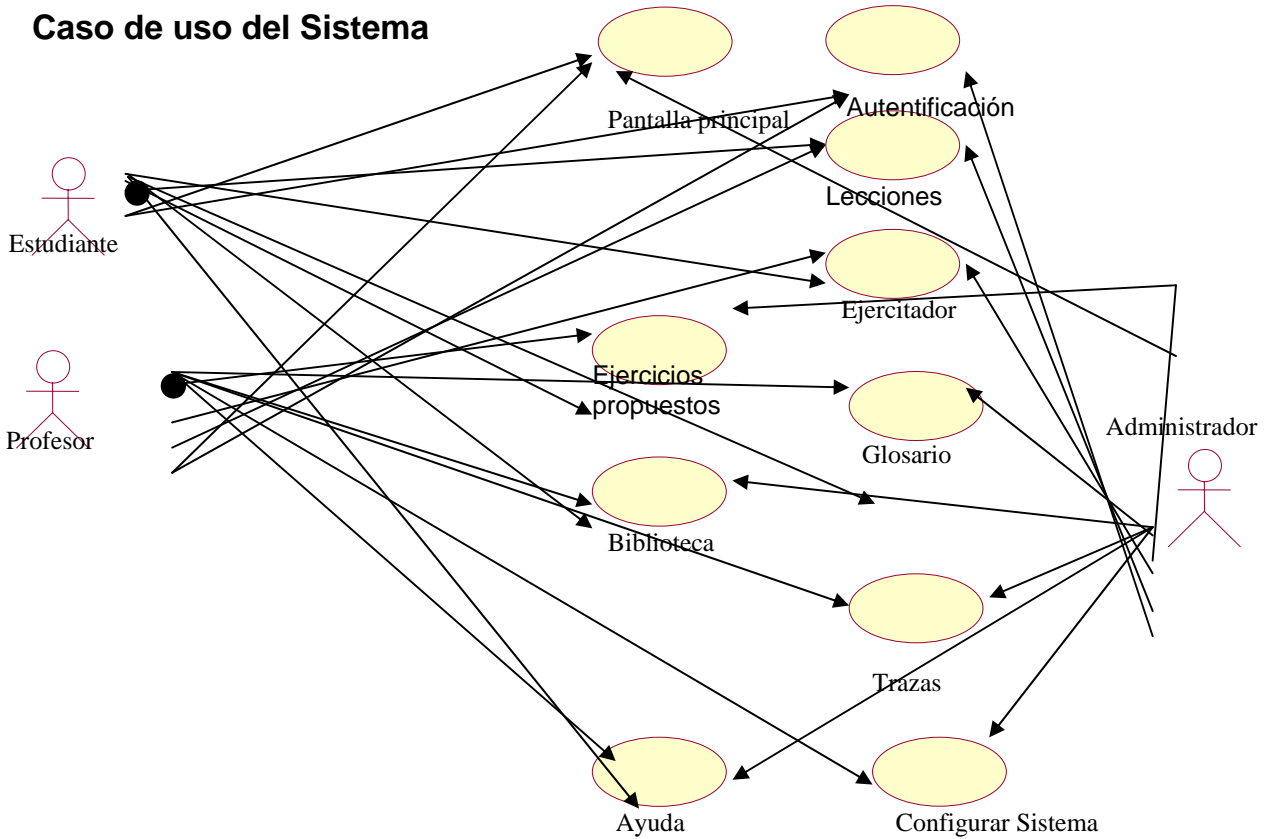 Caso de uso del Sistema
Pantalla principal
Autentificación
Lecciones
Estudiante
Ejercitador
Ejercicios
propuestos
Profesor
Administrador
Glosario
Biblioteca
Trazas
Ayuda
Configurar Sistema